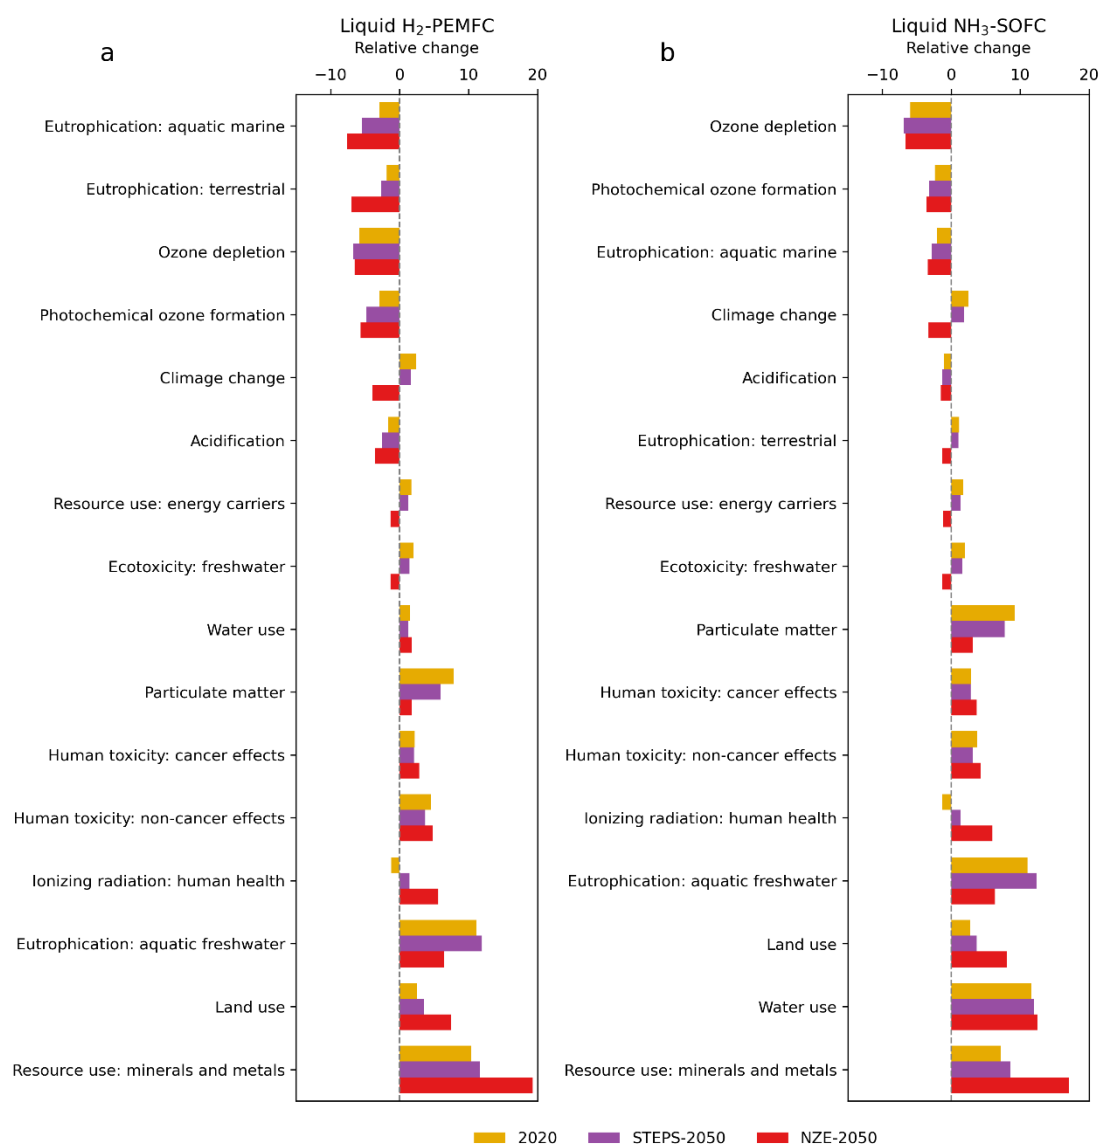 a
Liquid H₂-PEMFC
Relative change
−10 0 10 20
Eutrophication: aquatic marine
Eutrophication: terrestrial
Ozone depletion
Photochemical ozone formation
Climage change
Acidification
Resource use: energy carriers
Ecotoxicity: freshwater
Water use
Particulate matter
Human toxicity: cancer effects
Human toxicity: non-cancer effects
Ionizing radiation: human health
Eutrophication: aquatic freshwater
Land use
Resource use: minerals and metals
b
Liquid NH₃-SOFC
Relative change
−10 0 10 20
Ozone depletion
Photochemical ozone formation
Eutrophication: aquatic marine
Climage change
Acidification
Eutrophication: terrestrial
Resource use: energy carriers
Ecotoxicity: freshwater
Particulate matter
Human toxicity: cancer effects
Human toxicity: non-cancer effects
Ionizing radiation: human health
Eutrophication: aquatic freshwater
Land use
Water use
Resource use: minerals and metals
2020 STEPS-2050 NZE-2050